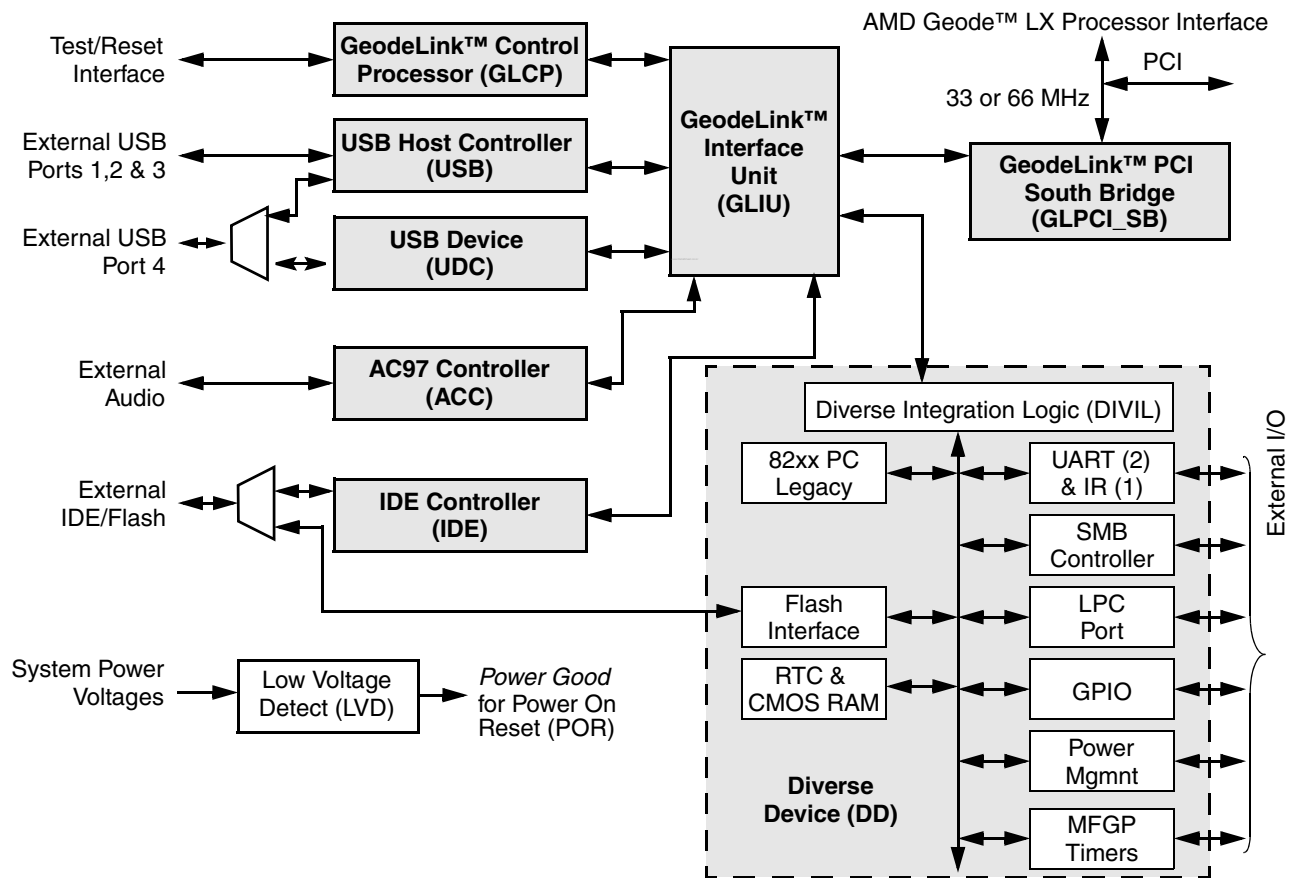 AMD Geode™ LX Processor Interface
PCI
33 or 66 MHz
Test/Reset
Interface
GeodeLink™ Control
Processor (GLCP)
GeodeLink™
Interface
Unit
(GLIU)
GeodeLink™ PCI
South Bridge
(GLPCI_SB)
External USB
Ports 1,2 & 3
USB Host Controller
(USB)
External USB
Port 4
USB Device
(UDC)
External
Audio
AC97 Controller
(ACC)
External
IDE/Flash
IDE Controller
(IDE)
System Power
Voltages
Low Voltage
Detect (LVD)
Power Good
for Power On
Reset (POR)
Diverse Integration Logic (DIVIL)
82xx PC
Legacy
UART (2)
& IR (1)
SMB
Controller
Flash
Interface
LPC
Port
RTC &
CMOS RAM
GPIO
Power
Mgmnt
MFGP
Timers
Diverse
Device (DD)
External I/O